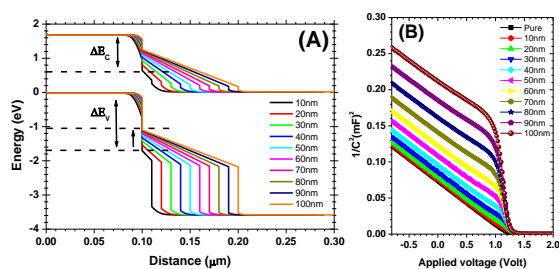 (A)
ΔE_C
ΔE_V
Energy (eV)
2
0
-1
-2
-4
0.00
0.05
0.10
0.15
0.20
0.25
0.30
Distance (μm)
10nm
20nm
30nm
40nm
50nm
60nm
70nm
80nm
90nm
100nm
(B)
1/C²(mF)²
0.30
0.25
0.20
0.15
0.10
0.05
0.00
0.0
0.5
1.0
1.5
2.0
Applied voltage (Volt)
Pure
10nm
20nm
30nm
40nm
50nm
60nm
70nm
80nm
90nm
100nm